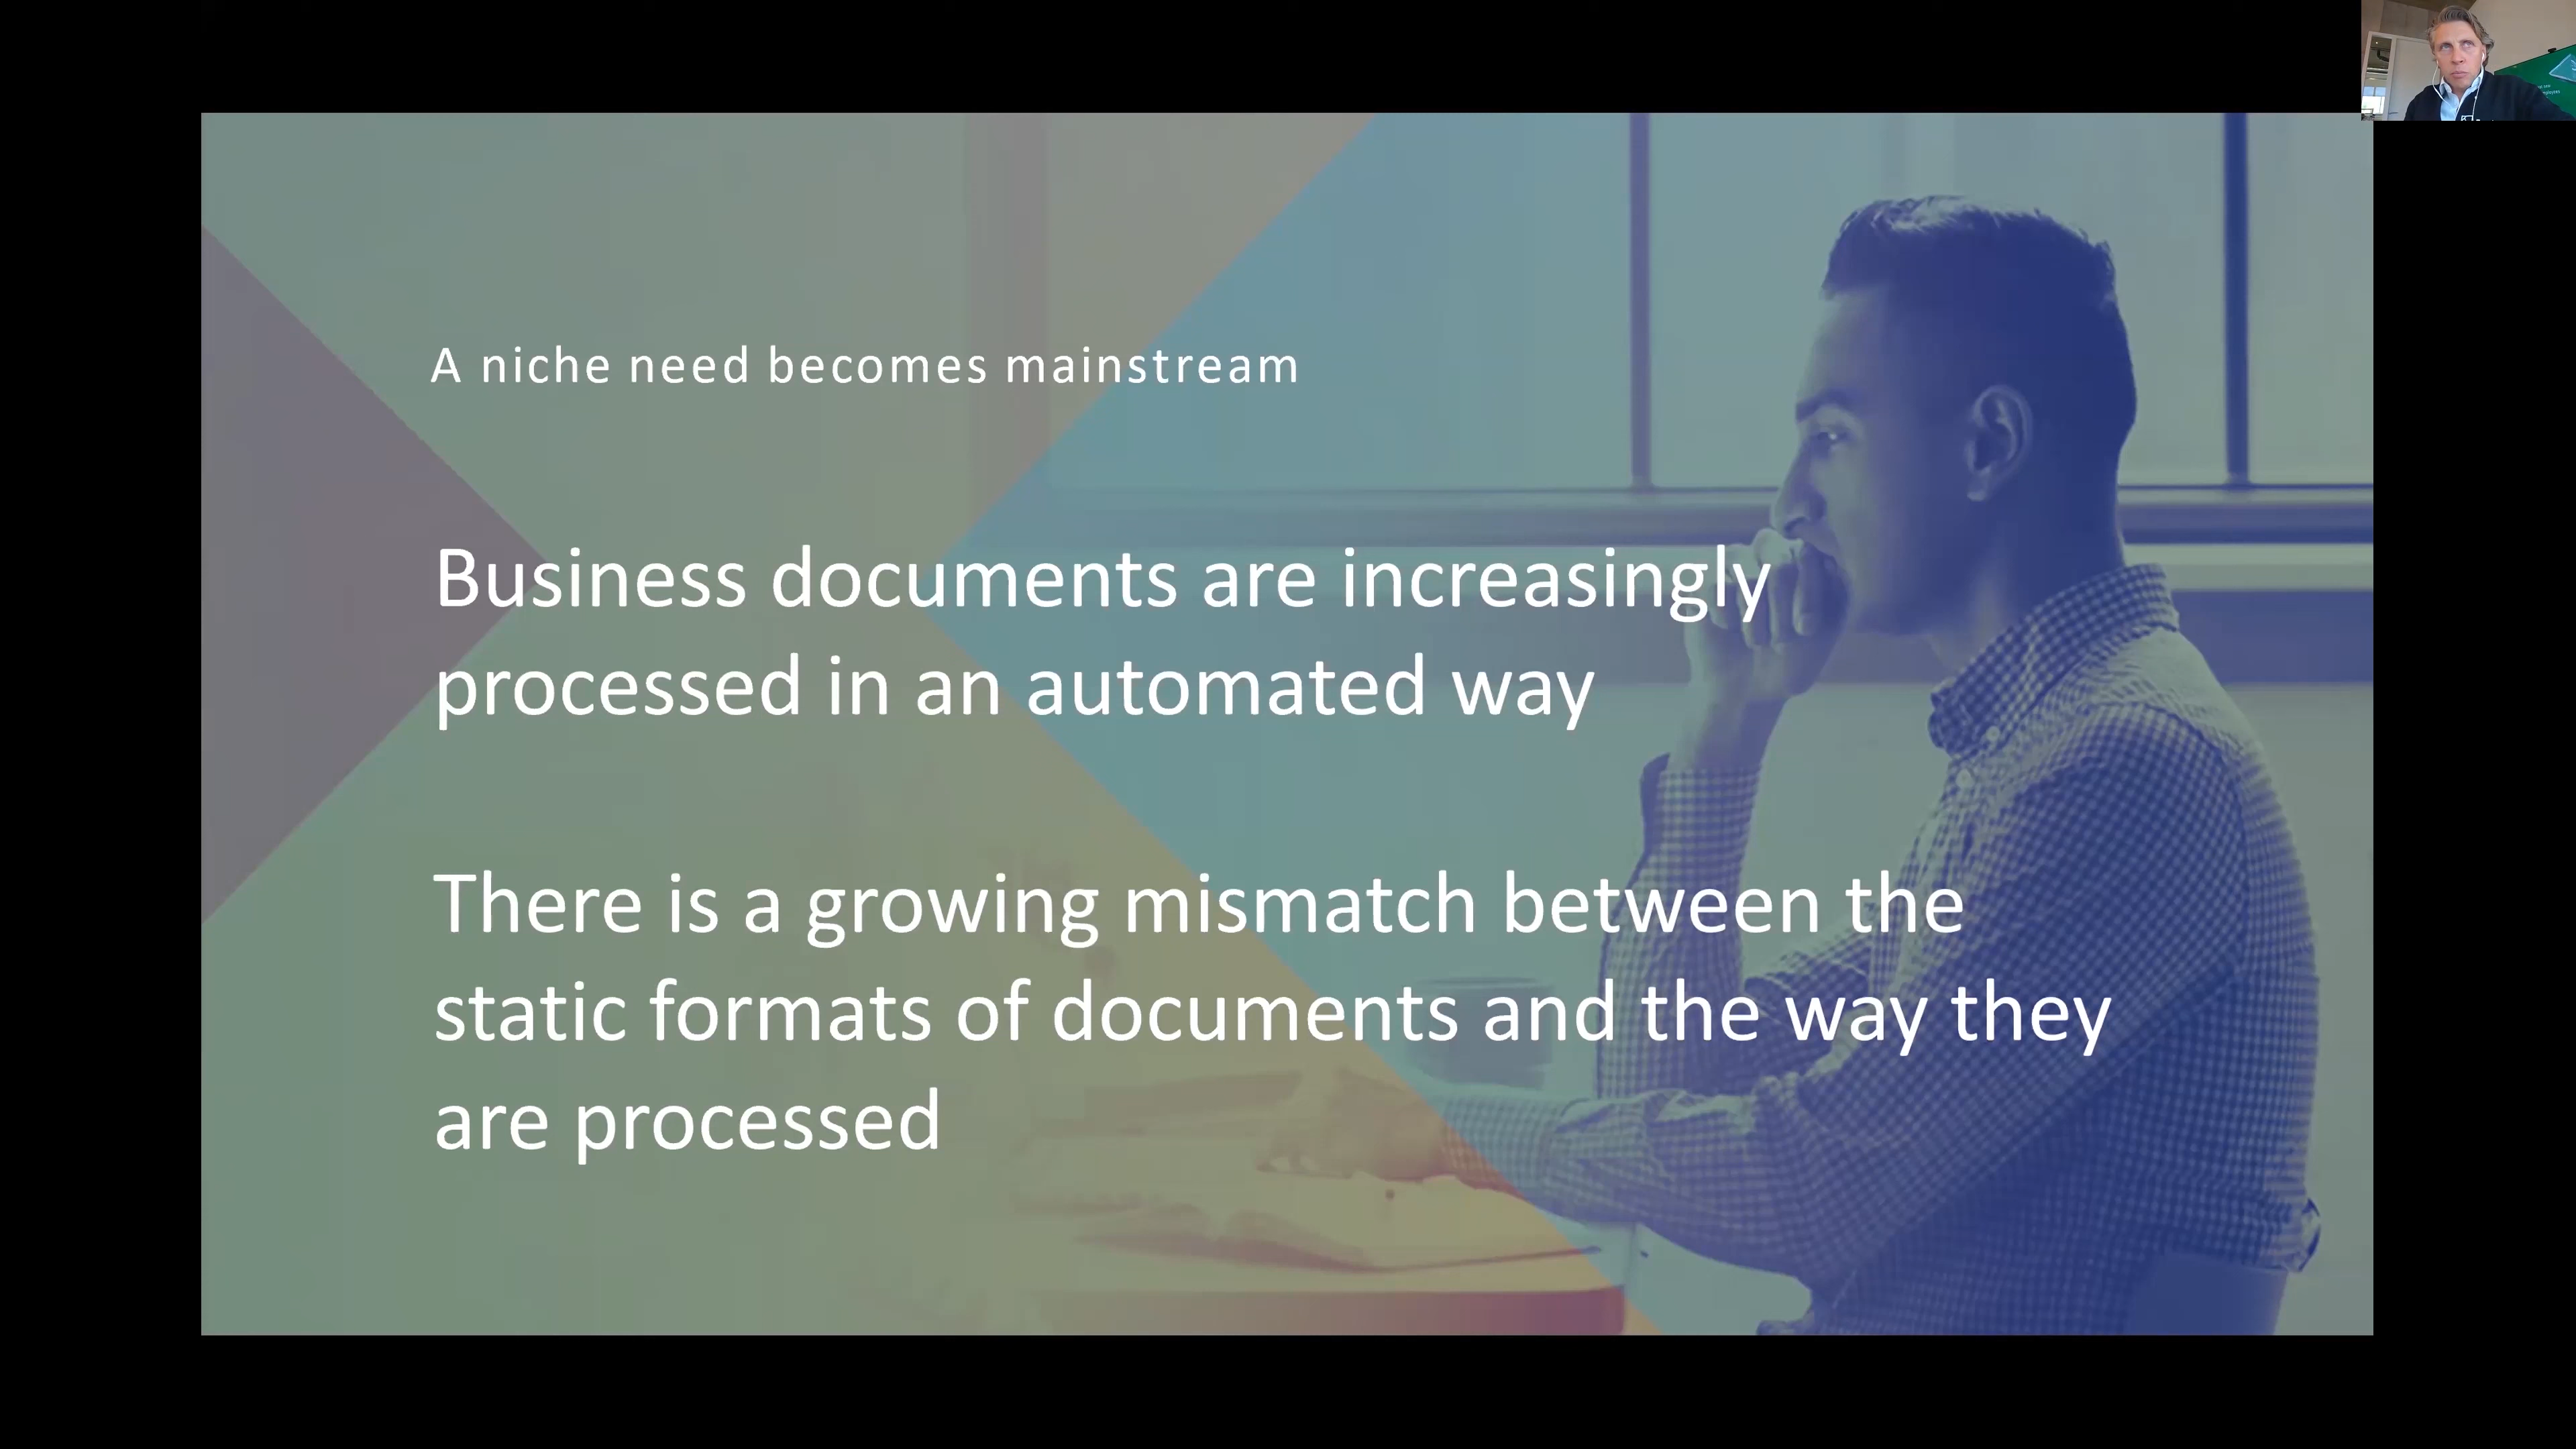 A niche need becomes mainstream
Business documents are increasingly
processed in an automated way
There is a growing mismatch between the
static formats of documents and the way they
are processed